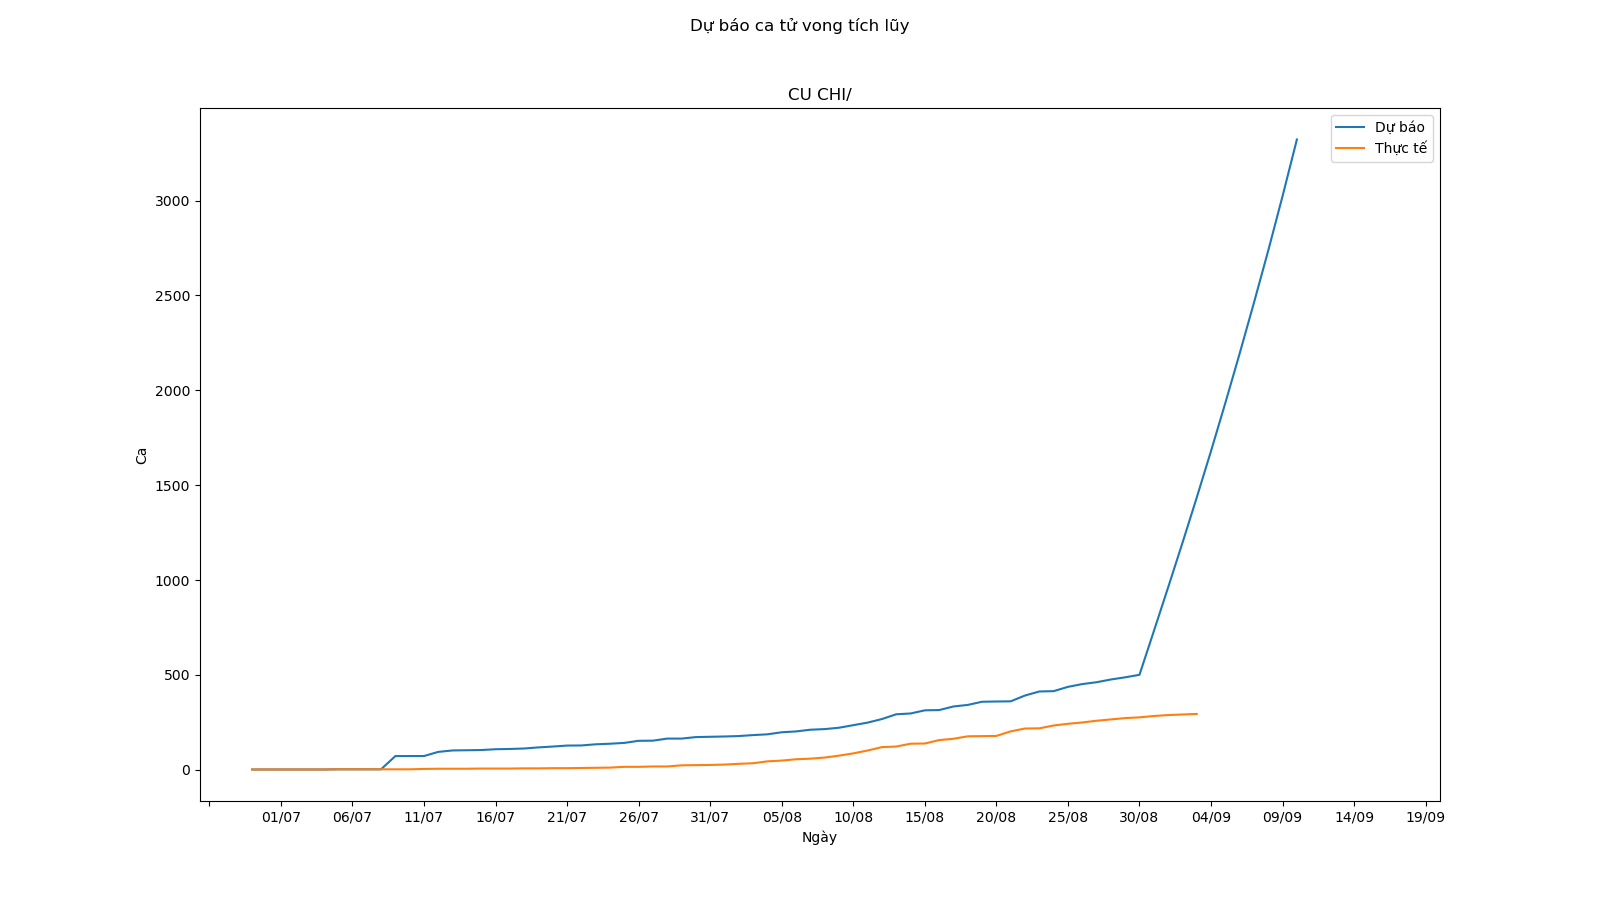 Dự báo ca tử vong tích lũy
CU CHI/
Dự báo
Thực tế
3000
2500
2000
1500
1000
500
0
Ca
01/07 06/07 11/07 16/07 21/07 26/07 31/07 05/08 10/08 15/08 20/08 25/08 30/08 04/09 09/09 14/09 19/09
Ngày